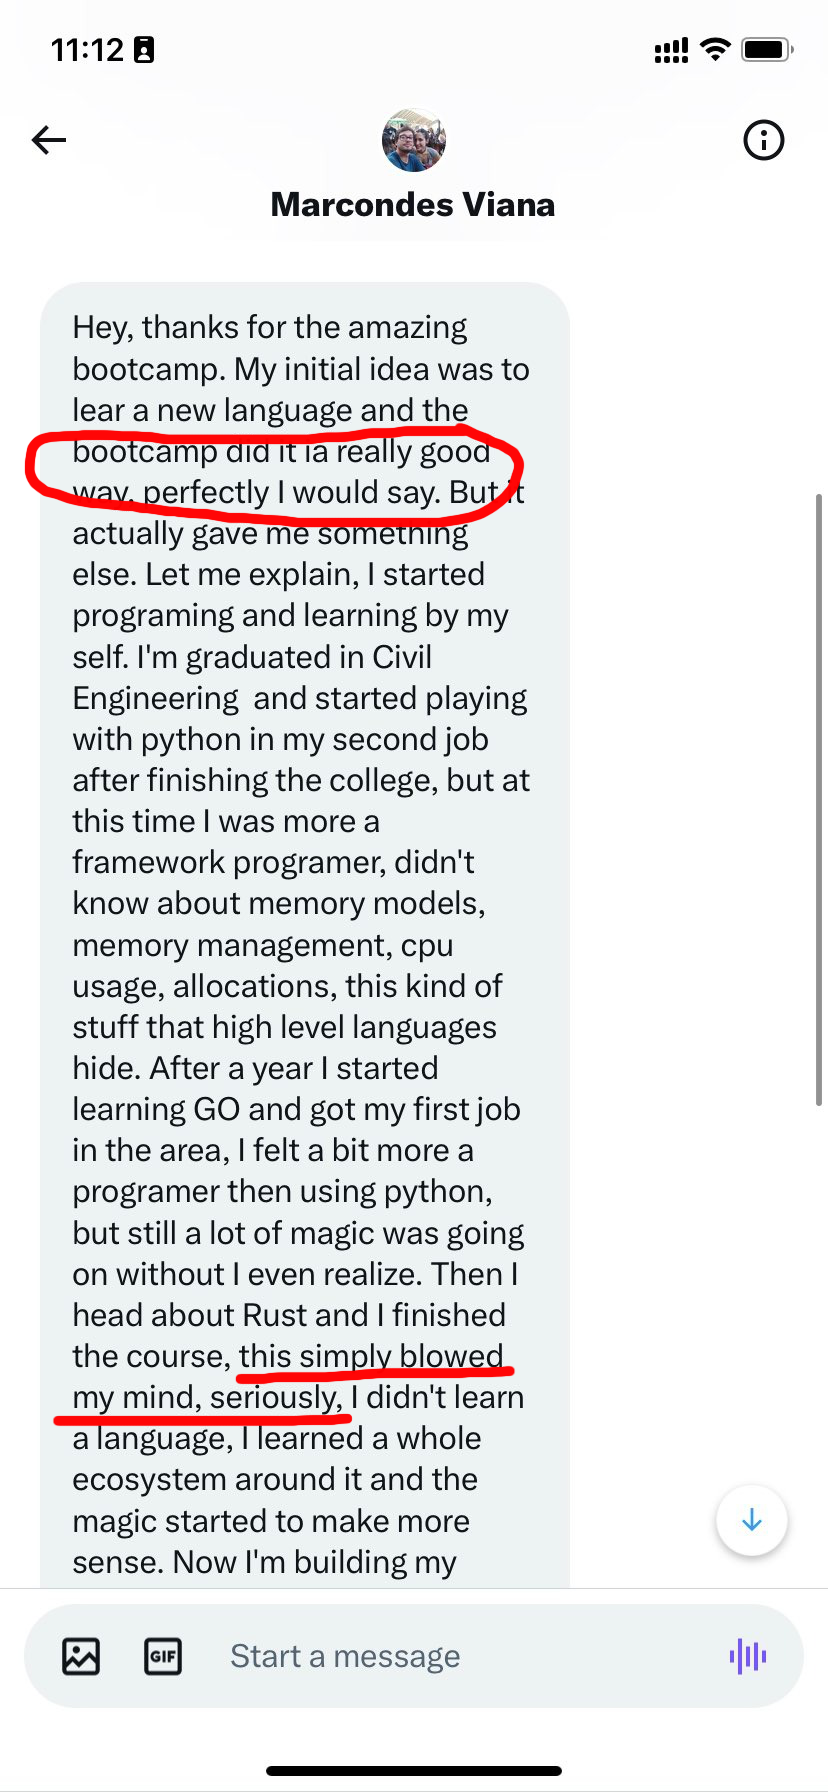 11:12
Marcondes Viana
Hey, thanks for the amazing
bootcamp. My initial idea was to
lear a new language and the
bootcamp did it ia really good
way, perfectly I would say. But it
actually gave me something
else. Let me explain, I started
programing and learning by my
self. I'm graduated in Civil
Engineering  and started playing
with python in my second job
after finishing the college, but at
this time I was more a
framework programer, didn't
know about memory models,
memory management, cpu
usage, allocations, this kind of
stuff that high level languages
hide. After a year I started
learning GO and got my first job
in the area, I felt a bit more a
programer then using python,
but still a lot of magic was going
on without I even realize. Then I
head about Rust and I finished
the course, this simply blowed
my mind, seriously, I didn't learn
a language, I learned a whole
ecosystem around it and the
magic started to make more
sense. Now I'm building my
GIF
Start a message